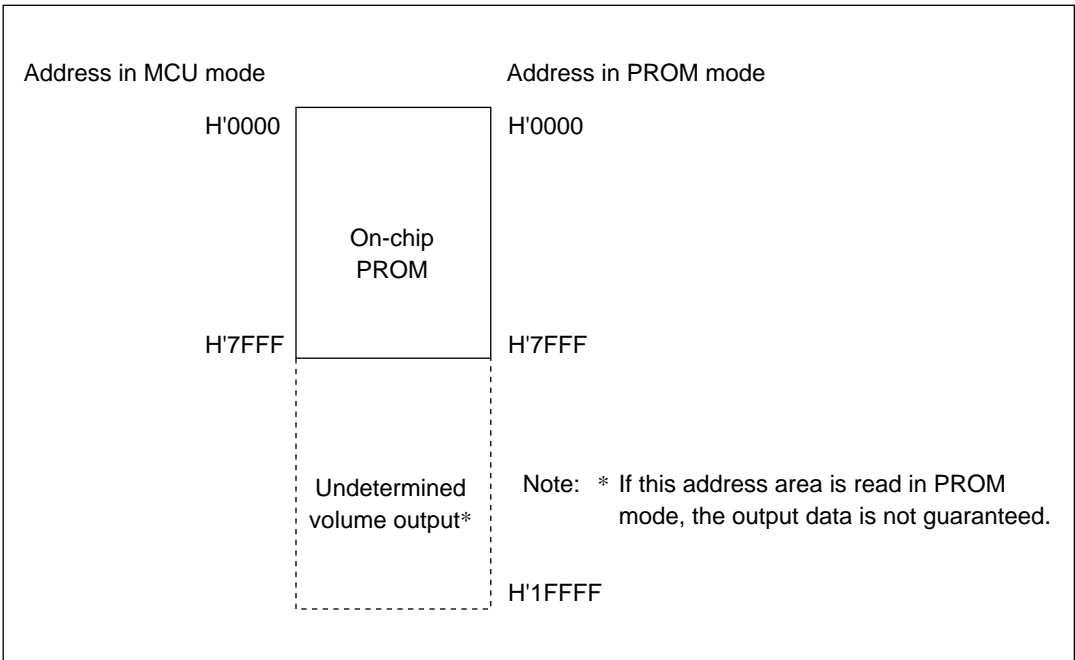 Address in MCU mode
Address in PROM mode
H'0000
H'0000
On-chip
PROM
H'7FFF
H'7FFF
Undetermined
volume output*
Note: * If this address area is read in PROM
mode, the output data is not guaranteed.
H'1FFFF